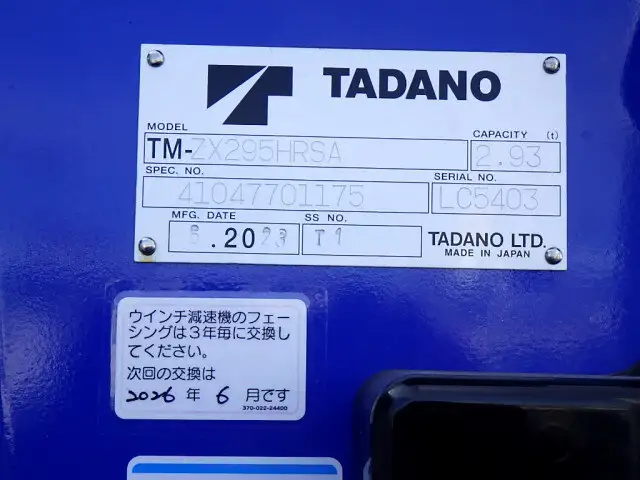 TADANO
MODEL
CAPACITY (t)
TM-ZX295HRSA
2.93
SPEC. NO.
SERIAL NO.
41047701175
LC5403
MFG. DATE
SS NO.
8.2023
T1
TADANO LTD.
MADE IN JAPAN
ウインチ減速機のフェー
シングは3年毎に交換し
てください。
次回の交換は
2026 年 6 月です
370-022-24400